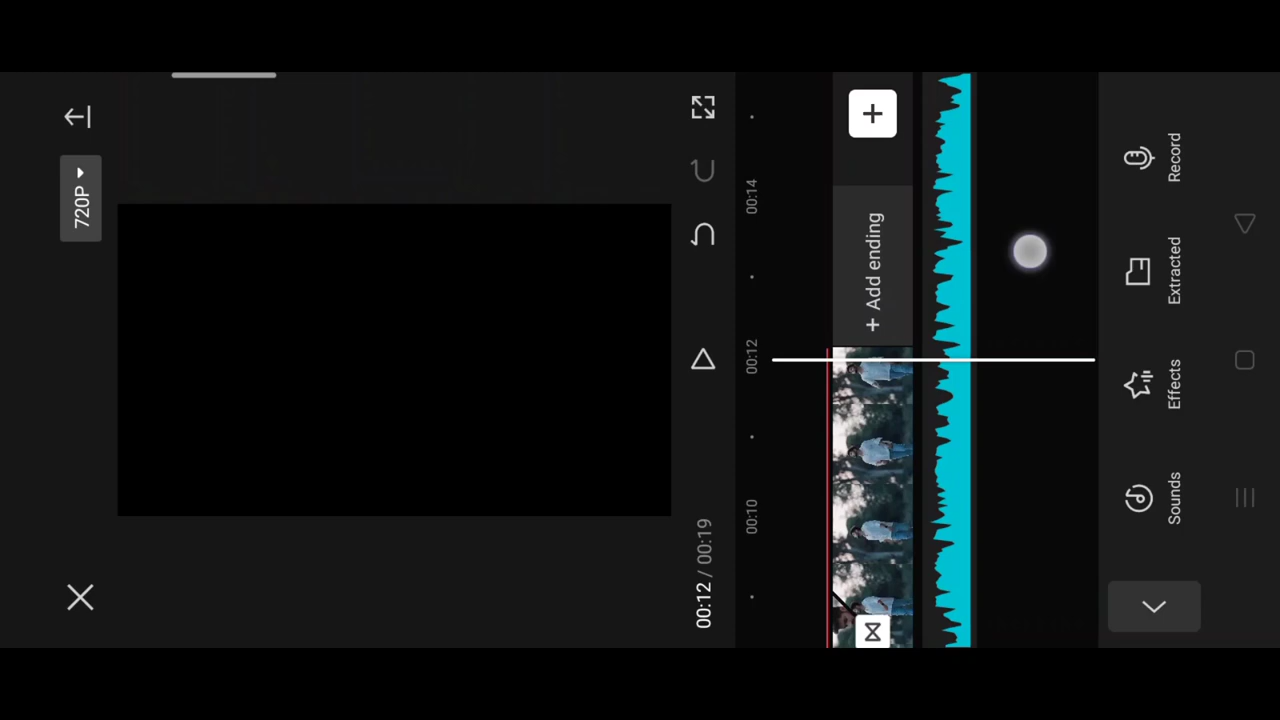 720P
00:12 / 00:19
00:10
00:12
00:14
+ Add ending
Sounds
Effects
Extracted
Record